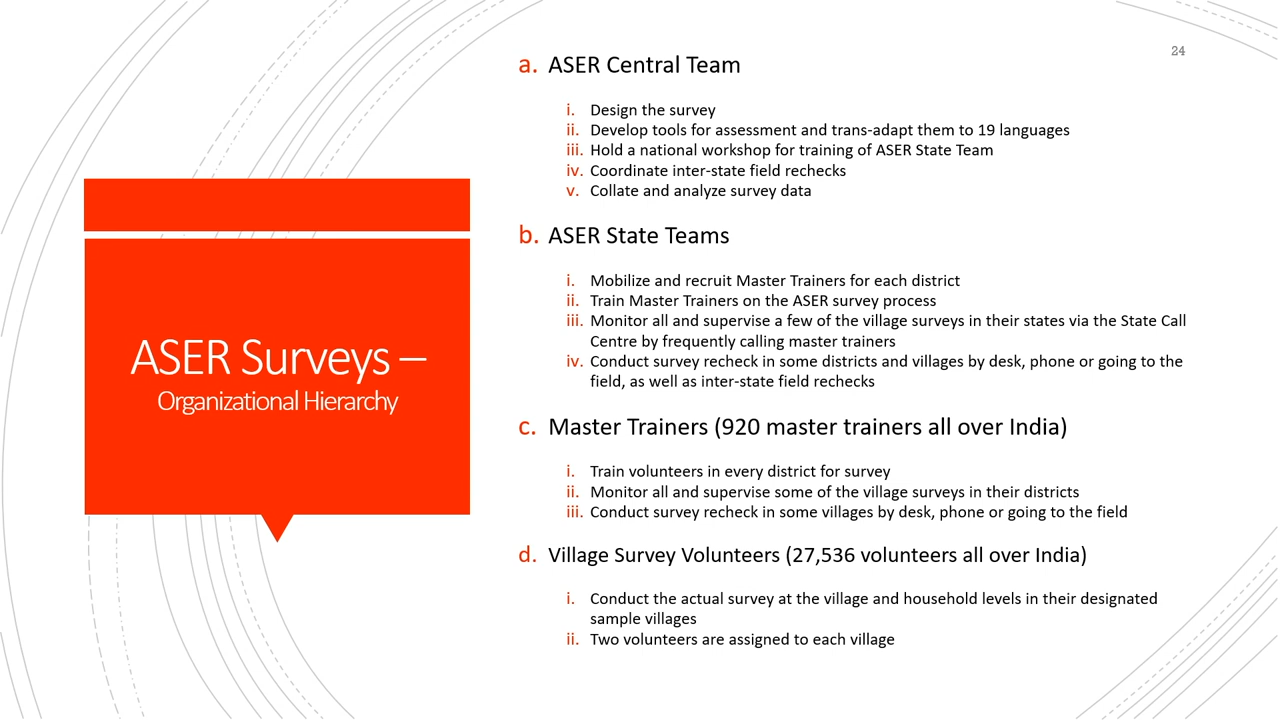 24
ASER Surveys –
Organizational Hierarchy
a. ASER Central Team
i. Design the survey
ii. Develop tools for assessment and trans-adapt them to 19 languages
iii. Hold a national workshop for training of ASER State Team
iv. Coordinate inter-state field rechecks
v. Collate and analyze survey data
b. ASER State Teams
i. Mobilize and recruit Master Trainers for each district
ii. Train Master Trainers on the ASER survey process
iii. Monitor all and supervise a few of the village surveys in their states via the State Call
Centre by frequently calling master trainers
iv. Conduct survey recheck in some districts and villages by desk, phone or going to the
field, as well as inter-state field rechecks
c. Master Trainers (920 master trainers all over India)
i. Train volunteers in every district for survey
ii. Monitor all and supervise some of the village surveys in their districts
iii. Conduct survey recheck in some villages by desk, phone or going to the field
d. Village Survey Volunteers (27,536 volunteers all over India)
i. Conduct the actual survey at the village and household levels in their designated
sample villages
ii. Two volunteers are assigned to each village